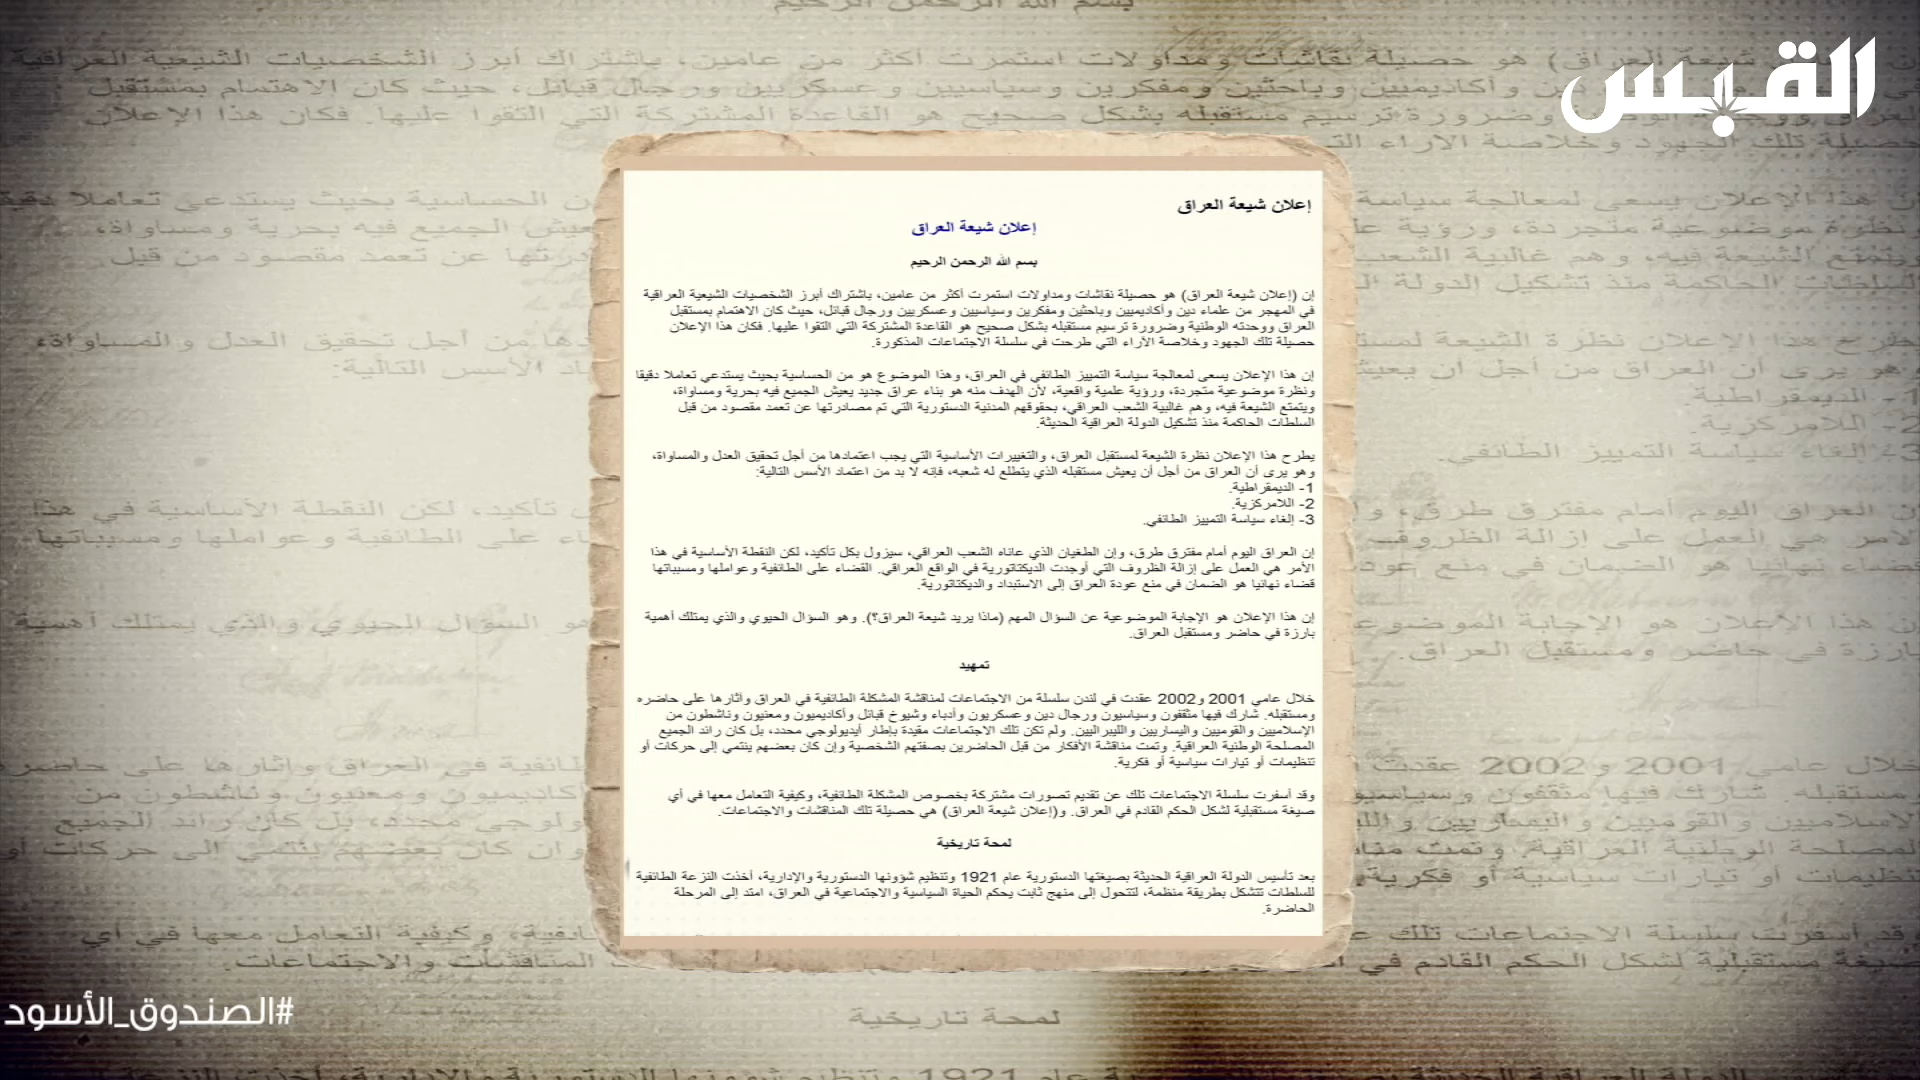 القبس
إعلان شيعة العراق
إعلان شيعة العراق
بسم الله الرحمن الرحيم
إن (إعلان شيعة العراق) هو حصيلة نقاشات ومداولات استمرت أكثر من عامين، باشتراك أبرز الشخصيات الشيعية العراقية
في المهجر من علماء دين وأكاديميين وباحثين ومفكرين وسياسيين وعسكريين ورجال قبائل، حيث كان الاهتمام بمستقبل
العراق ووحدته الوطنية وضرورة ترسيم مستقبله بشكل صحيح هو القاعدة المشتركة التي التقوا عليها. فكان هذا الإعلان
حصيلة تلك الجهود وخلاصة الآراء التي طرحت في سلسلة الاجتماعات المذكورة.
إن هذا الإعلان يسعى لمعالجة سياسة التمييز الطائفي في العراق، وهذا الموضوع هو من الحساسية بحيث يستدعي تعاملا دقيقا
ونظرة موضوعية متجردة، ورؤية علمية واقعية، لأن الهدف منه هو بناء عراق جديد يعيش الجميع فيه بحرية ومساواة،
ويتمتع الشيعة فيه، وهم غالبية الشعب العراقي، بحقوقهم المدنية الدستورية التي تم مصادرتها عن تعمد مقصود من قبل
السلطات الحاكمة منذ تشكيل الدولة العراقية الحديثة.
يطرح هذا الإعلان نظرة الشيعة لمستقبل العراق، والتغييرات الأساسية التي يجب اعتمادها من أجل تحقيق العدل والمساواة،
وهو يرى أن العراق من أجل أن يعيش مستقبله الذي يتطلع له شعبه، فإنه لا بد من اعتماد الأسس التالية:
1- الديمقراطية.
2- اللامركزية.
3- إلغاء سياسة التمييز الطائفي.
إن العراق اليوم أمام مفترق طرق، وإن الطغيان الذي عاناه الشعب العراقي، سيزول بكل تأكيد، لكن النقطة الأساسية في هذا
الأمر هي العمل على إزالة الظروف التي أوجدت الديكتاتورية في الواقع العراقي. القضاء على الطائفية وعواملها ومسبباتها
قضاء نهائيا هو الضمان في منع عودة العراق إلى الاستبداد والديكتاتورية.
إن هذا الإعلان هو الإجابة الموضوعية عن السؤال المهم (ماذا يريد شيعة العراق؟). وهو السؤال الحيوي والذي يمتلك أهمية
بارزة في حاضر ومستقبل العراق.
تمهيد
خلال عامي 2001 و2002 عقدت في لندن سلسلة من الاجتماعات لمناقشة المشكلة الطائفية في العراق وآثارها على حاضره
ومستقبله. شارك فيها مثقفون وسياسيون ورجال دين وعسكريون وأدباء وشيوخ قبائل وأكاديميون ومعنيون وناشطون من
الإسلاميين والقوميين واليساريين والليبراليين. ولم تكن تلك الاجتماعات مقيدة بإطار أيديولوجي محدد، بل كان رائد الجميع
المصلحة الوطنية العراقية. وتمت مناقشة الأفكار من قبل الحاضرين بصفتهم الشخصية وإن كان بعضهم ينتمي إلى حركات أو
تنظيمات أو تيارات سياسية أو فكرية.
وقد أسفرت سلسلة الاجتماعات تلك عن تقديم تصورات مشتركة بخصوص المشكلة الطائفية، وكيفية التعامل معها في أي
صيغة مستقبلية لشكل الحكم القادم في العراق. و(إعلان شيعة العراق) هي حصيلة تلك المناقشات والاجتماعات.
لمحة تاريخية
بعد تأسيس الدولة العراقية الحديثة بصيغتها الدستورية عام 1921 وتنظيم شؤونها الدستورية والإدارية، أخذت النزعة الطائفية
للسلطات تتشكل بطريقة منظمة، لتتحول إلى منهج ثابت يحكم الحياة السياسية والاجتماعية في العراق، امتد إلى المرحلة
الحاضرة.
#الصندوق_الأسود